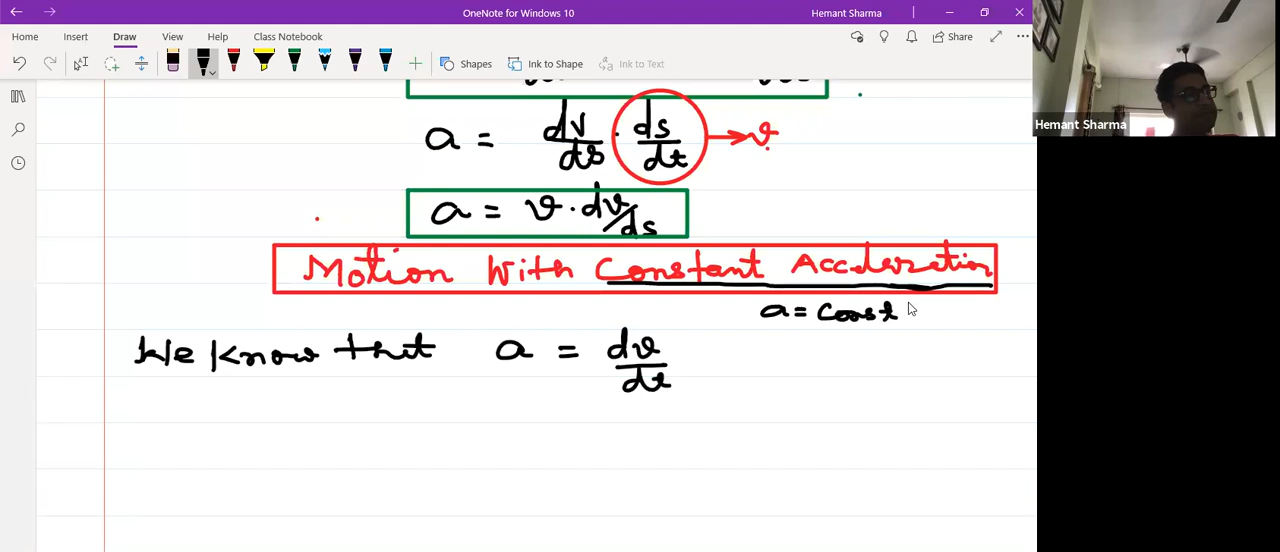 OneNote for Windows 10
Hemant Sharma
Home Insert Draw View Help Class Notebook
Share
Shapes Ink to Shape Ink to Text
Hemant Sharma
a = dv/ds · ds/dt → v
a = v · dv/ds
Motion With Constant Acceleration
a = const
We know that a = dv/dt